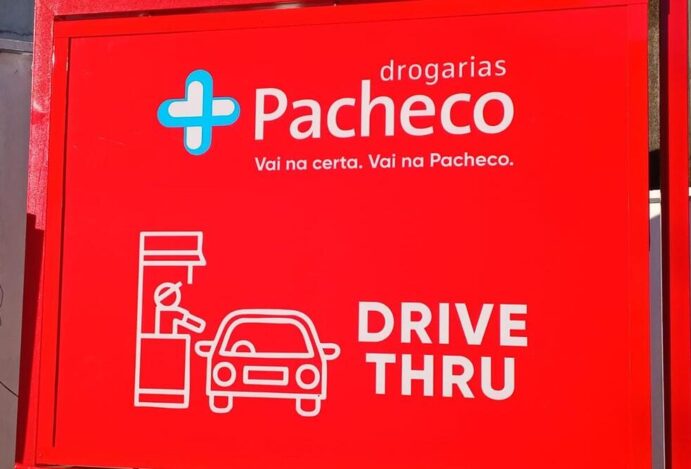 drogarias
Pacheco
Vai na certa. Vai na Pacheco.
DRIVE
THRU